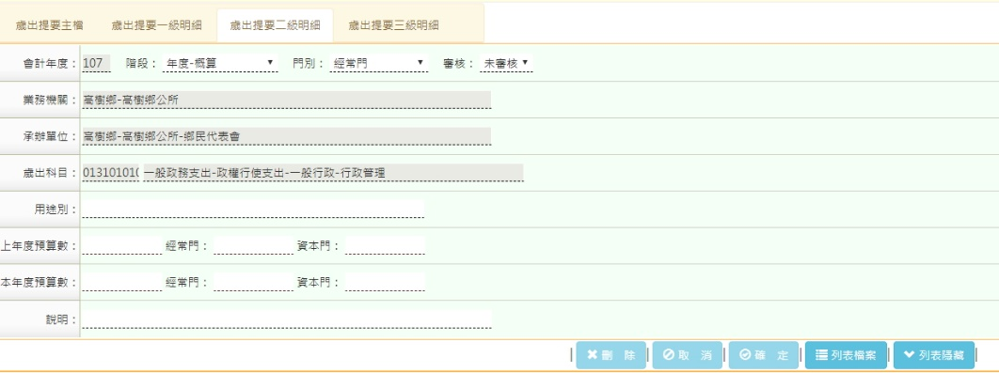 歲出提要主檔 歲出提要一級明細 歲出提要二級明細 歲出提要三級明細
會計年度： 107 階段： 年度-概算 ▼ 門別： 經常門 ▼ 審核： 未審核 ▼
業務機關： 高樹鄉-高樹鄉公所
承辦單位： 高樹鄉-高樹鄉公所-鄉民代表會
歲出科目： 013101010 一般政務支出-政權行使支出-一般行政-行政管理
用途別：
上年度預算數： 經常門： 資本門：
本年度預算數： 經常門： 資本門：
說明：
| 刪 除 | 取 消 | 確 定 | 列表檔案 | 列表隱藏 |